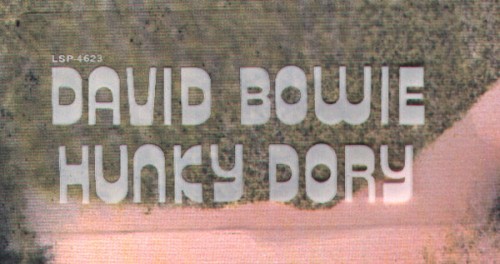 LSP-4623
DAVID BOWIE
HUNKY DORY